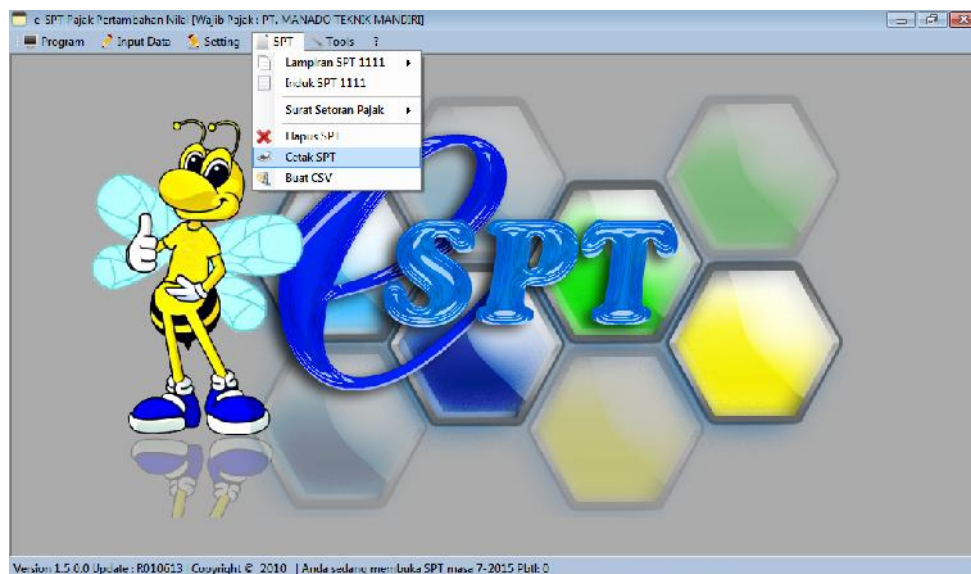 e-SPT Pajak Pertambahan Nilai [Wajib Pajak : PT. MANADO TEKNIK MANDIRI]
Program Input Data Setting SPT Tools ?
Lampiran SPT 1111
Induk SPT 1111
Surat Setoran Pajak
Hapus SPT
Cetak SPT
Buat CSV
eSPT
Version 1.5.0.0 Update : R010613 Copyright © 2010 | Anda sedang membuka SPT masa 7-2015 Pbtl: 0